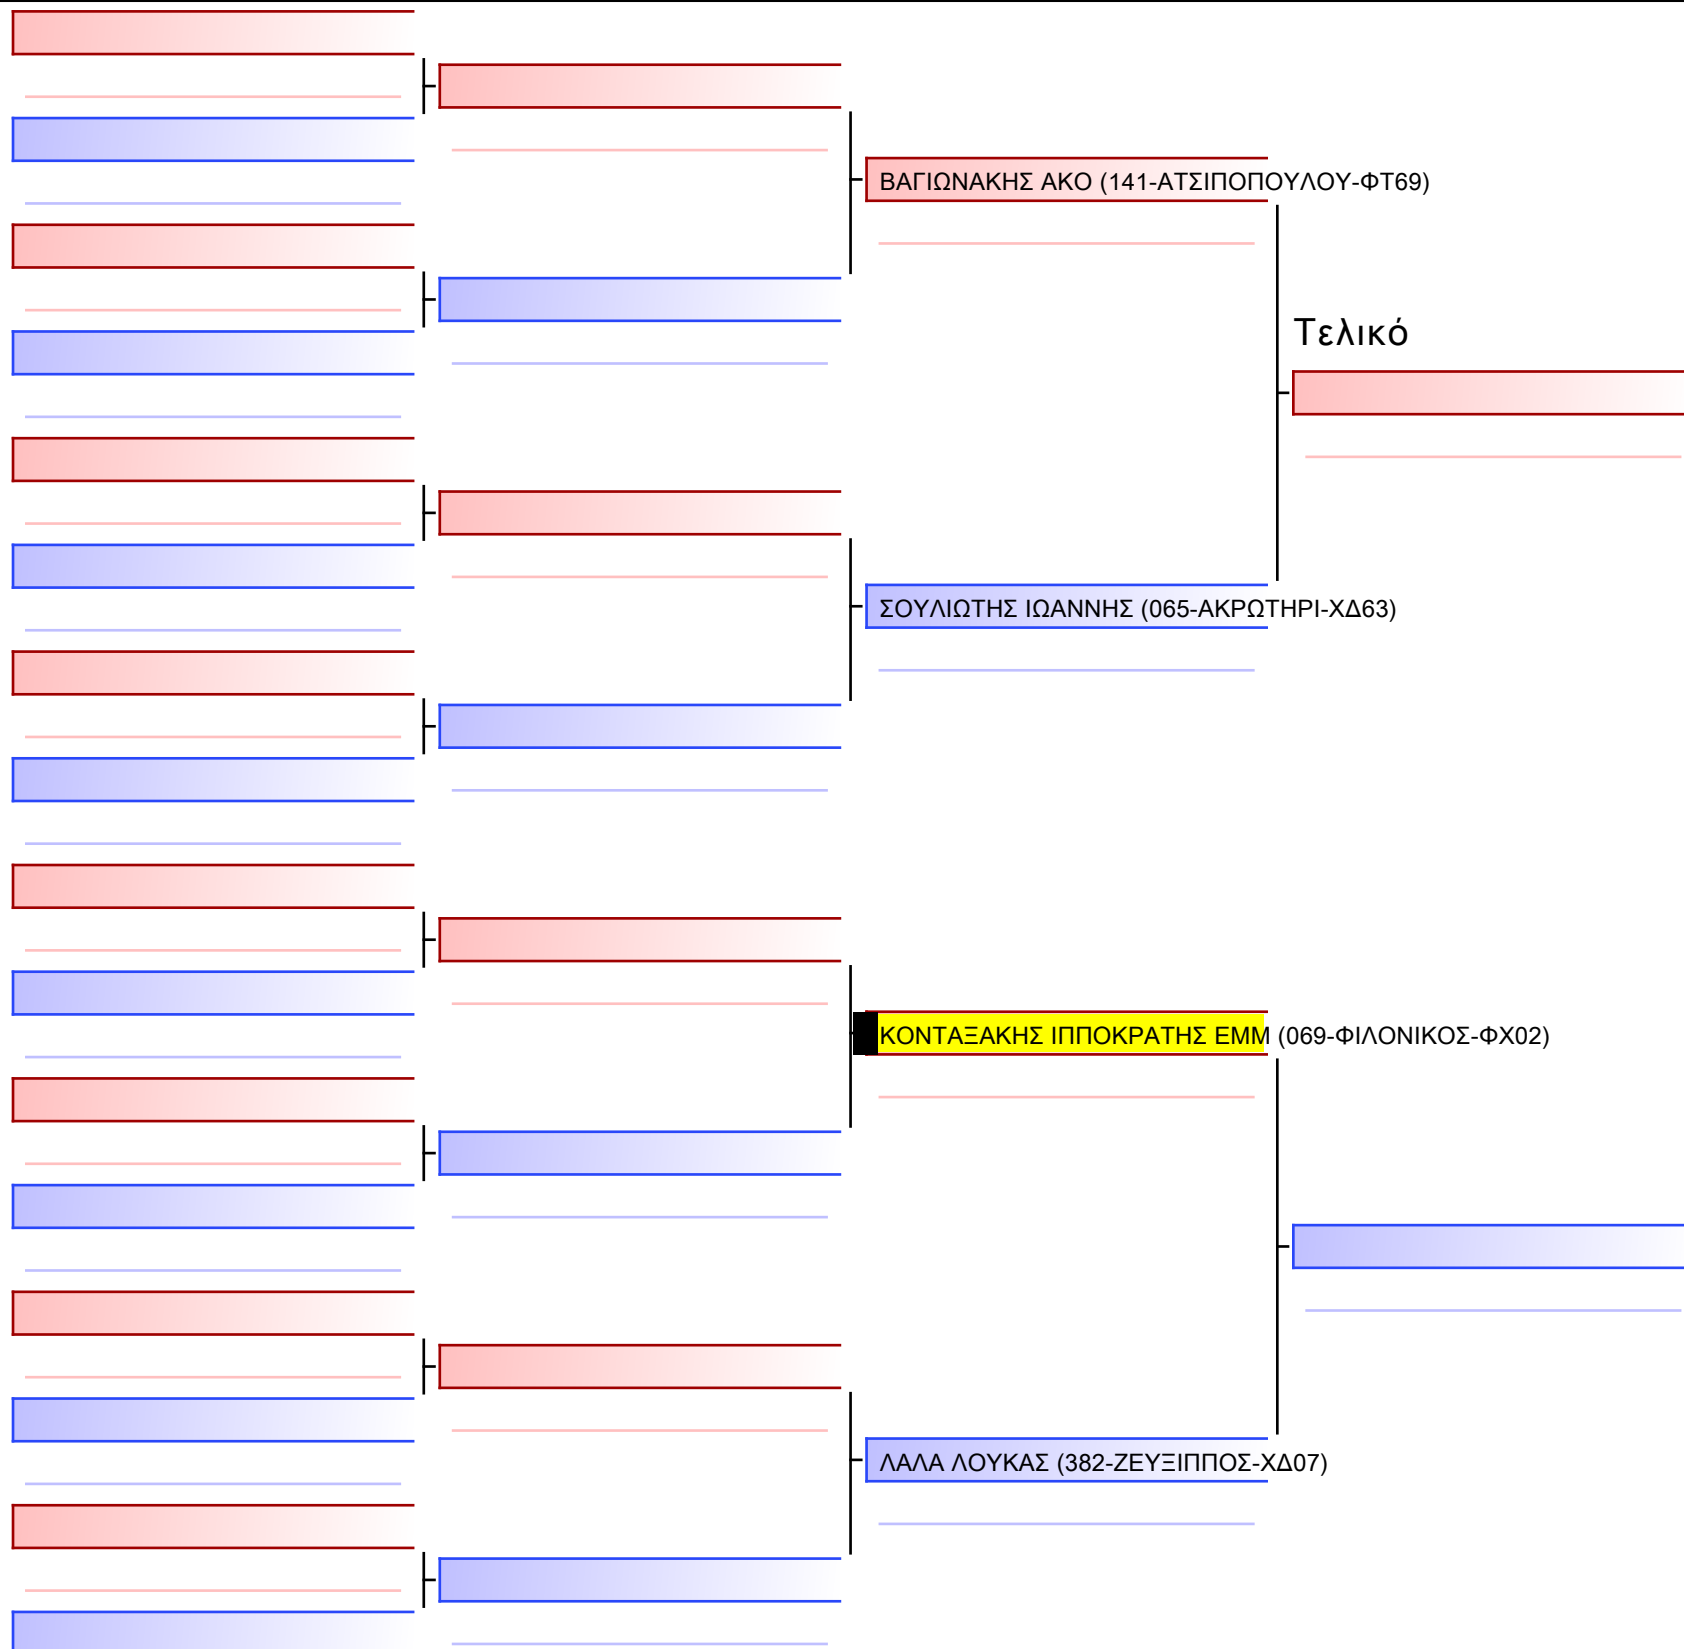 ΒΑΓΙΩΝΑΚΗΣ ΑΚΟ (141-ΑΤΣΙΠΟΠΟΥΛΟΥ-ΦΤ69)
Τελικό
ΣΟΥΛΙΩΤΗΣ ΙΩΑΝΝΗΣ (065-ΑΚΡΩΤΗΡΙ-ΧΔ63)
ΚΟΝΤΑΞΑΚΗΣ ΙΠΠΟΚΡΑΤΗΣ ΕΜΜ (069-ΦΙΛΟΝΙΚΟΣ-ΦΧ02)
ΛΑΛΑ ΛΟΥΚΑΣ (382-ΖΕΥΞΙΠΠΟΣ-ΧΔ07)